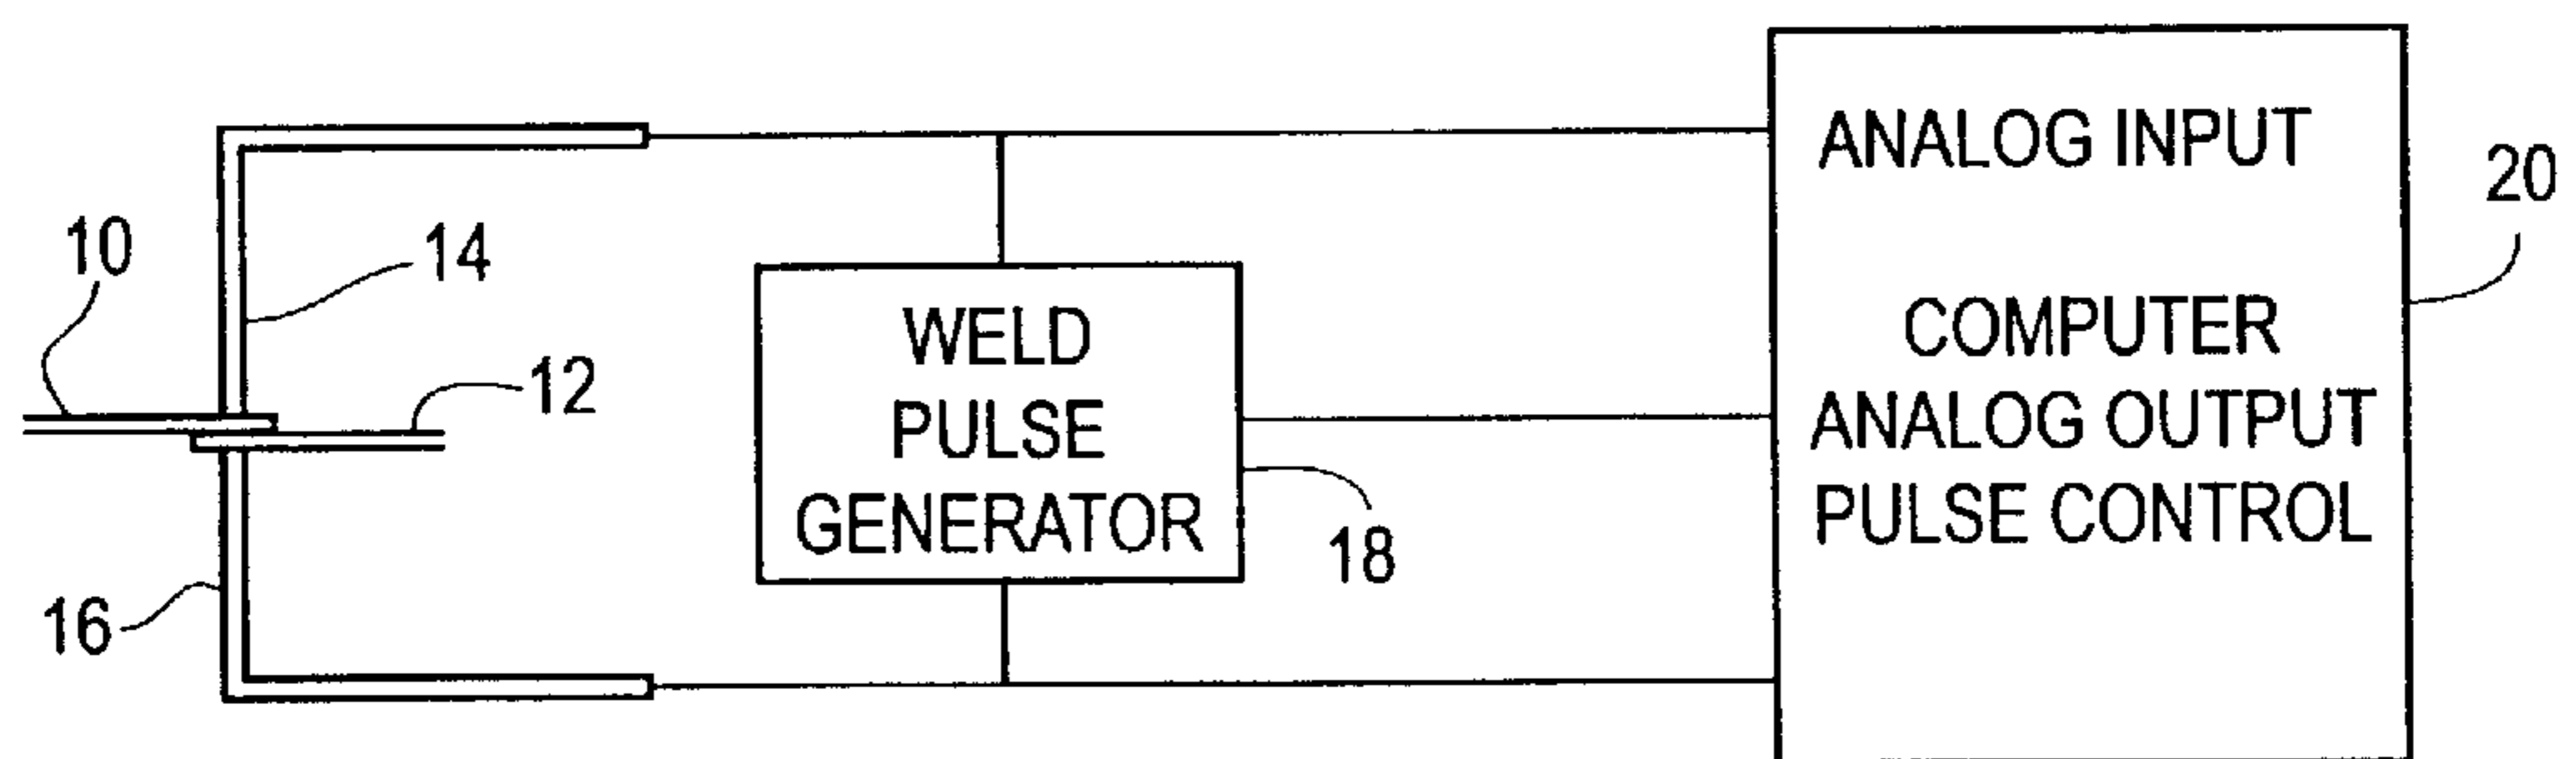 ANALOG INPUT
20
10
14
WELD
PULSE
GENERATOR
COMPUTER
ANALOG OUTPUT
PULSE CONTROL
12
18
16